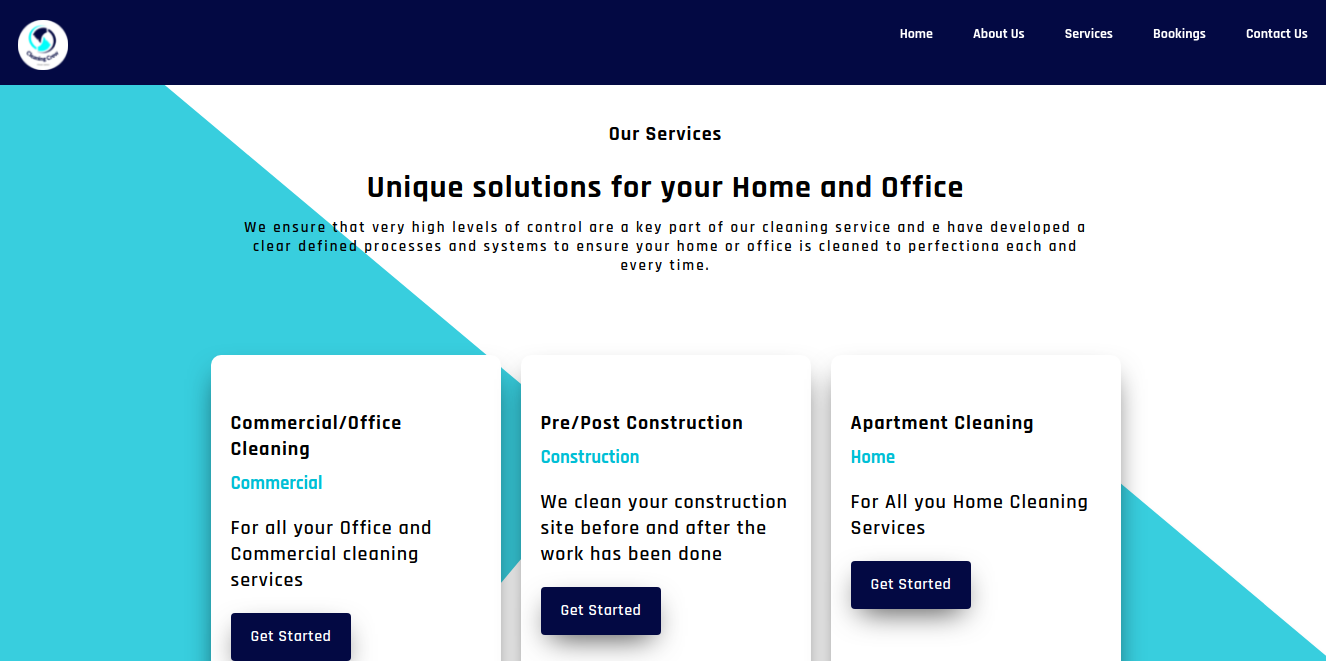 Cleaning Crew
Home About Us Services Bookings Contact Us
Our Services
Unique solutions for your Home and Office
We ensure that very high levels of control are a key part of our cleaning service and e have developed a
clear defined processes and systems to ensure your home or office is cleaned to perfectiona each and
every time.
Commercial/Office
Cleaning
Commercial
For all your Office and
Commercial cleaning
services
Get Started
Pre/Post Construction
Construction
We clean your construction
site before and after the
work has been done
Get Started
Apartment Cleaning
Home
For All you Home Cleaning
Services
Get Started